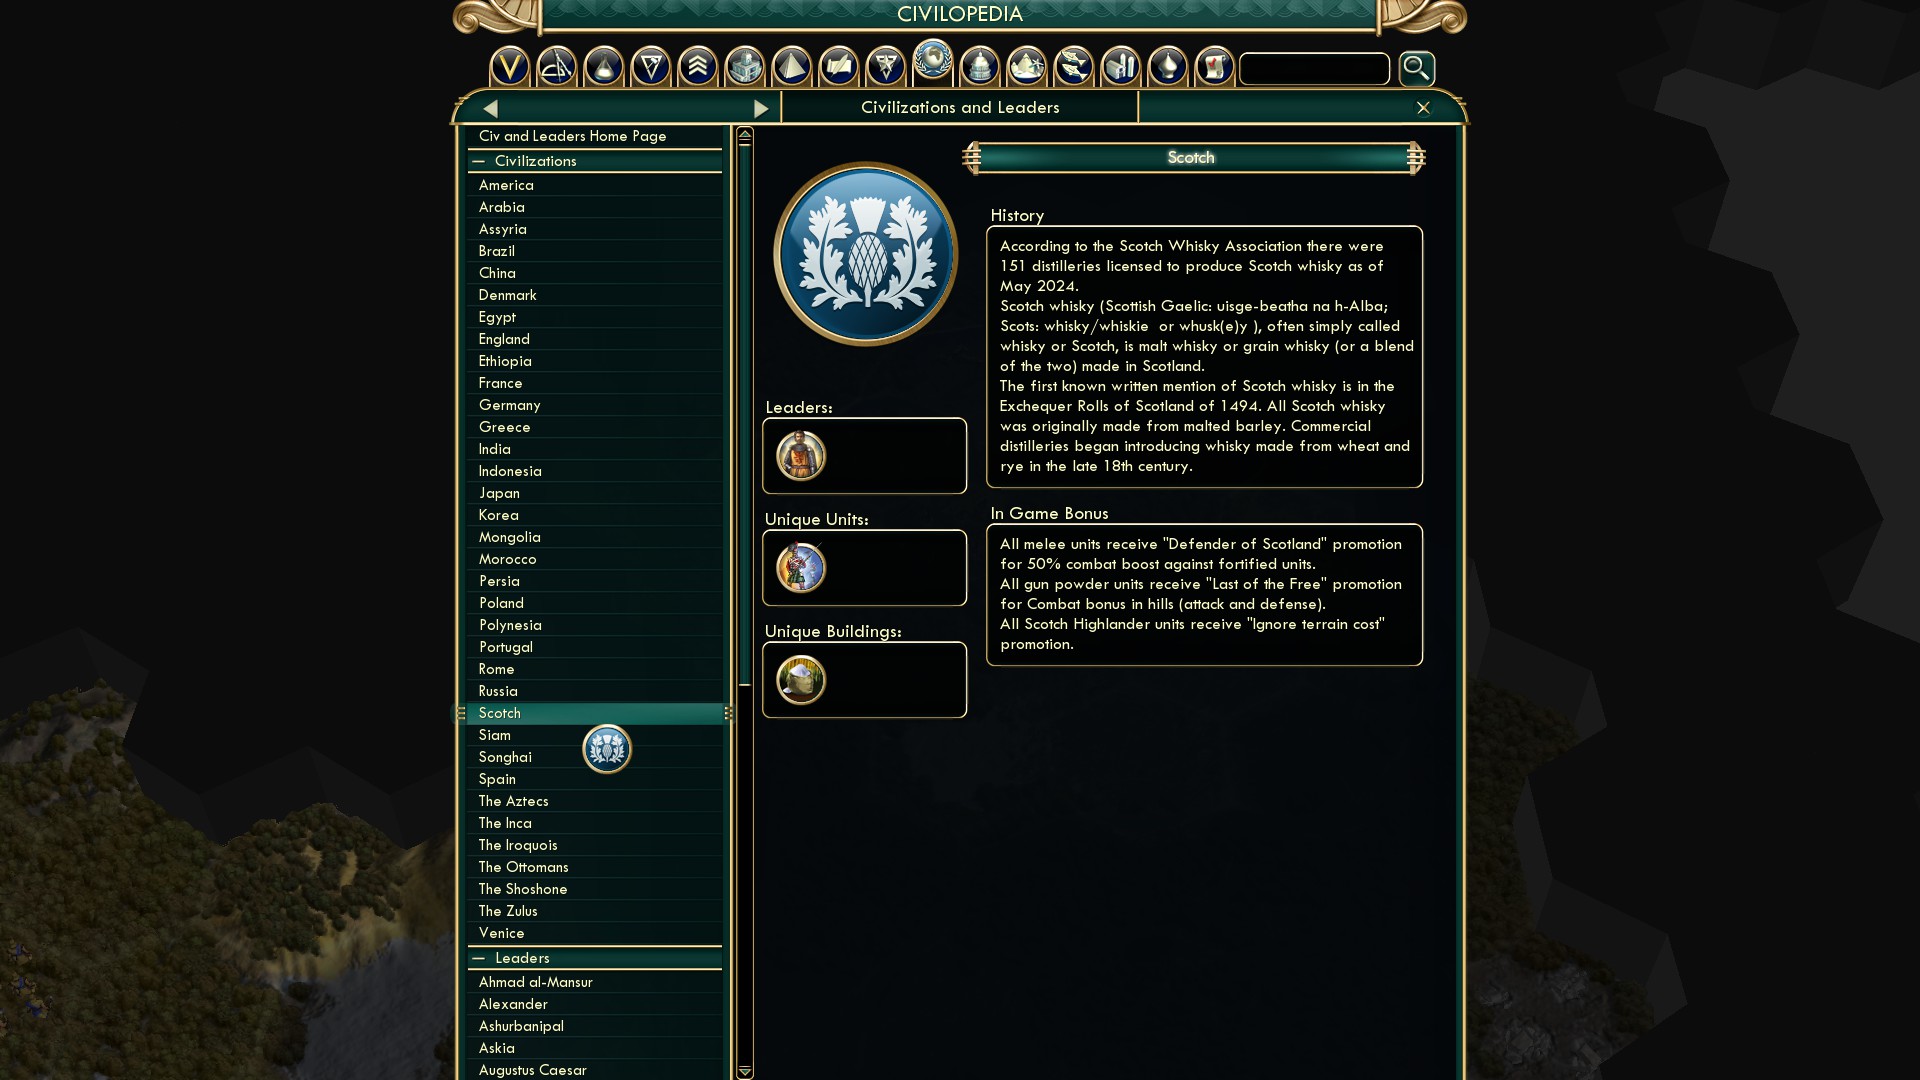 CIVILOPEDIA
Civilizations and Leaders
Civ and Leaders Home Page
Civilizations
America
Arabia
Assyria
Brazil
China
Denmark
Egypt
England
Ethiopia
France
Germany
Greece
India
Indonesia
Japan
Korea
Mongolia
Morocco
Persia
Poland
Polynesia
Portugal
Rome
Russia
Scotch
Siam
Songhai
Spain
The Aztecs
The Inca
The Iroquois
The Ottomans
The Shoshone
The Zulus
Venice
Leaders
Ahmad al-Mansur
Alexander
Ashurbanipal
Askia
Augustus Caesar
Leaders:
Unique Units:
Unique Buildings:
Scotch
History
According to the Scotch Whisky Association there were
151 distilleries licensed to produce Scotch whisky as of
May 2024.
Scotch whisky (Scottish Gaelic: uisge-beatha na h-Alba;
Scots: whisky/whiskie or whusk(e)y ), often simply called
whisky or Scotch, is malt whisky or grain whisky (or a blend
of the two) made in Scotland.
The first known written mention of Scotch whisky is in the
Exchequer Rolls of Scotland of 1494. All Scotch whisky
was originally made from malted barley. Commercial
distilleries began introducing whisky made from wheat and
rye in the late 18th century.
In Game Bonus
All melee units receive "Defender of Scotland" promotion
for 50% combat boost against fortified units.
All gun powder units receive "Last of the Free" promotion
for Combat bonus in hills (attack and defense).
All Scotch Highlander units receive "Ignore terrain cost"
promotion.